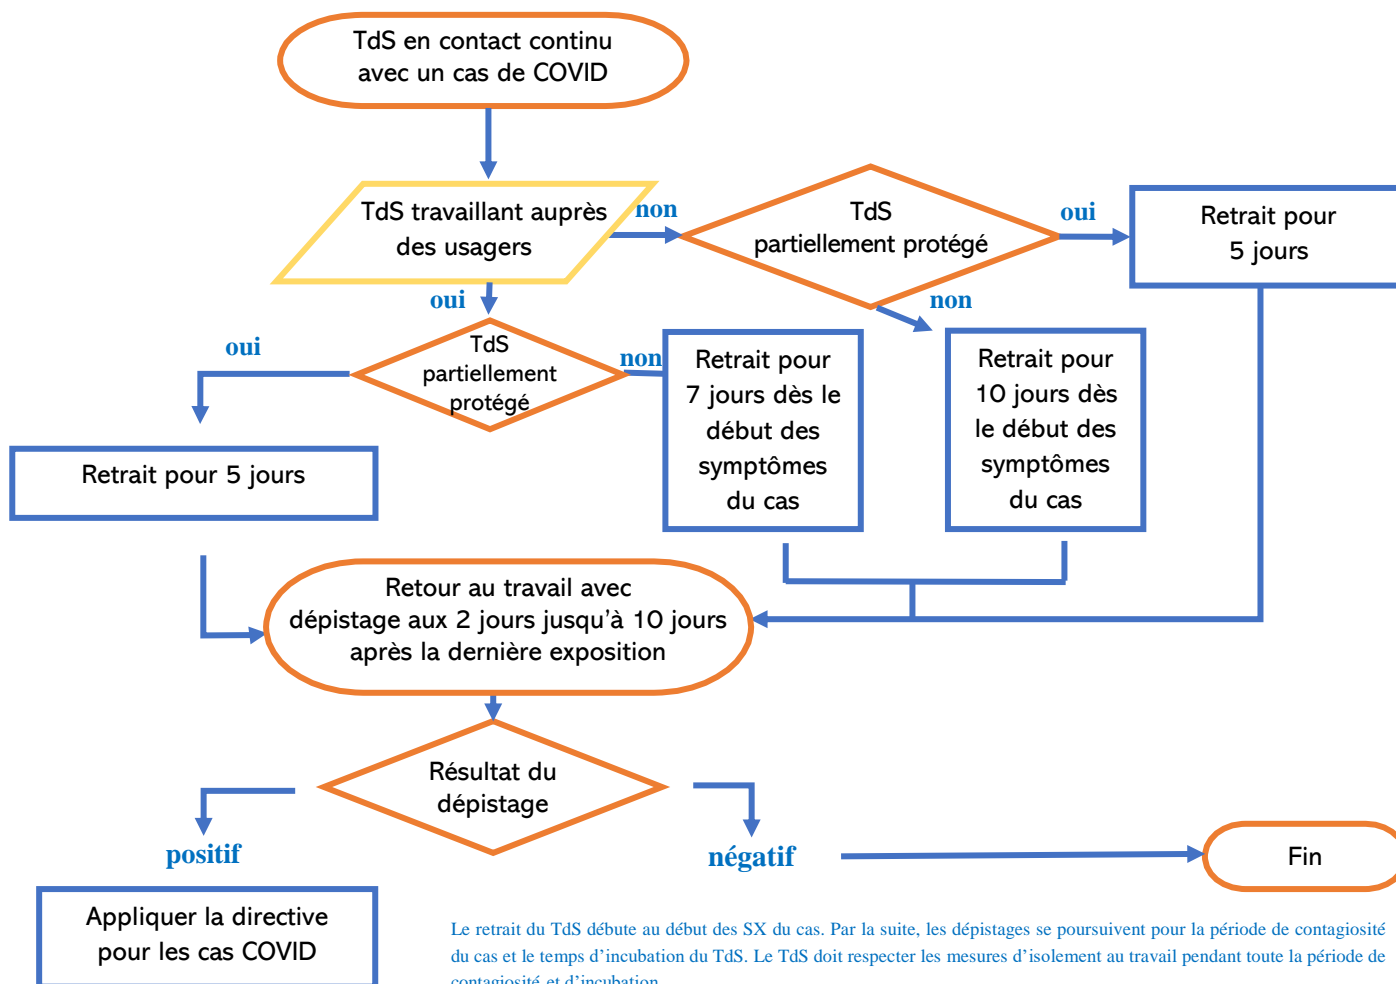 TdS en contact continu
avec un cas de COVID
TdS travaillant auprès
des usagers
non
TdS
partiellement protégé
oui
Retrait pour
5 jours
oui
non
oui
TdS
partiellement
protégé
non
Retrait pour
7 jours dès le
début des
symptômes
du cas
Retrait pour
10 jours dès
le début des
symptômes
du cas
Retrait pour 5 jours
Retour au travail avec
dépistage aux 2 jours jusqu'à 10 jours
après la dernière exposition
Résultat du
dépistage
positif
négatif
Fin
Appliquer la directive
pour les cas COVID
Le retrait du TdS débute au début des SX du cas. Par la suite, les dépistages se poursuivent pour la période de contagiosité
du cas et le temps d'incubation du TdS. Le TdS doit respecter les mesures d'isolement au travail pendant toute la période de
contagiosité et d'incubation